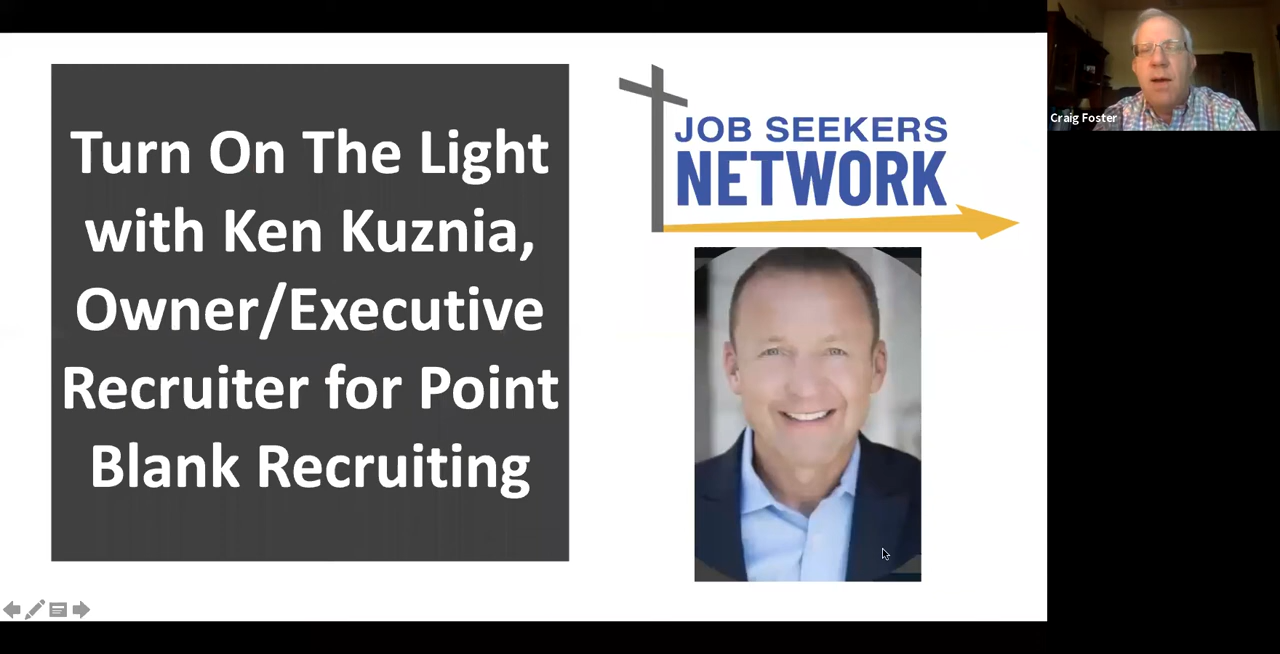 Turn On The Light
with Ken Kuznia,
Owner/Executive
Recruiter for Point
Blank Recruiting
JOB SEEKERS
NETWORK
Craig Foster